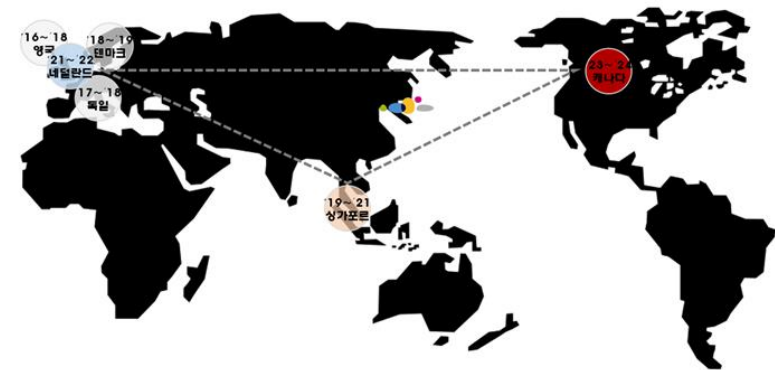 '16~'18
영국
'18~'19
덴마크
'21~'22
네덜란드
'17~'18
독일
'19~'21
싱가포르
'23~'24
캐나다